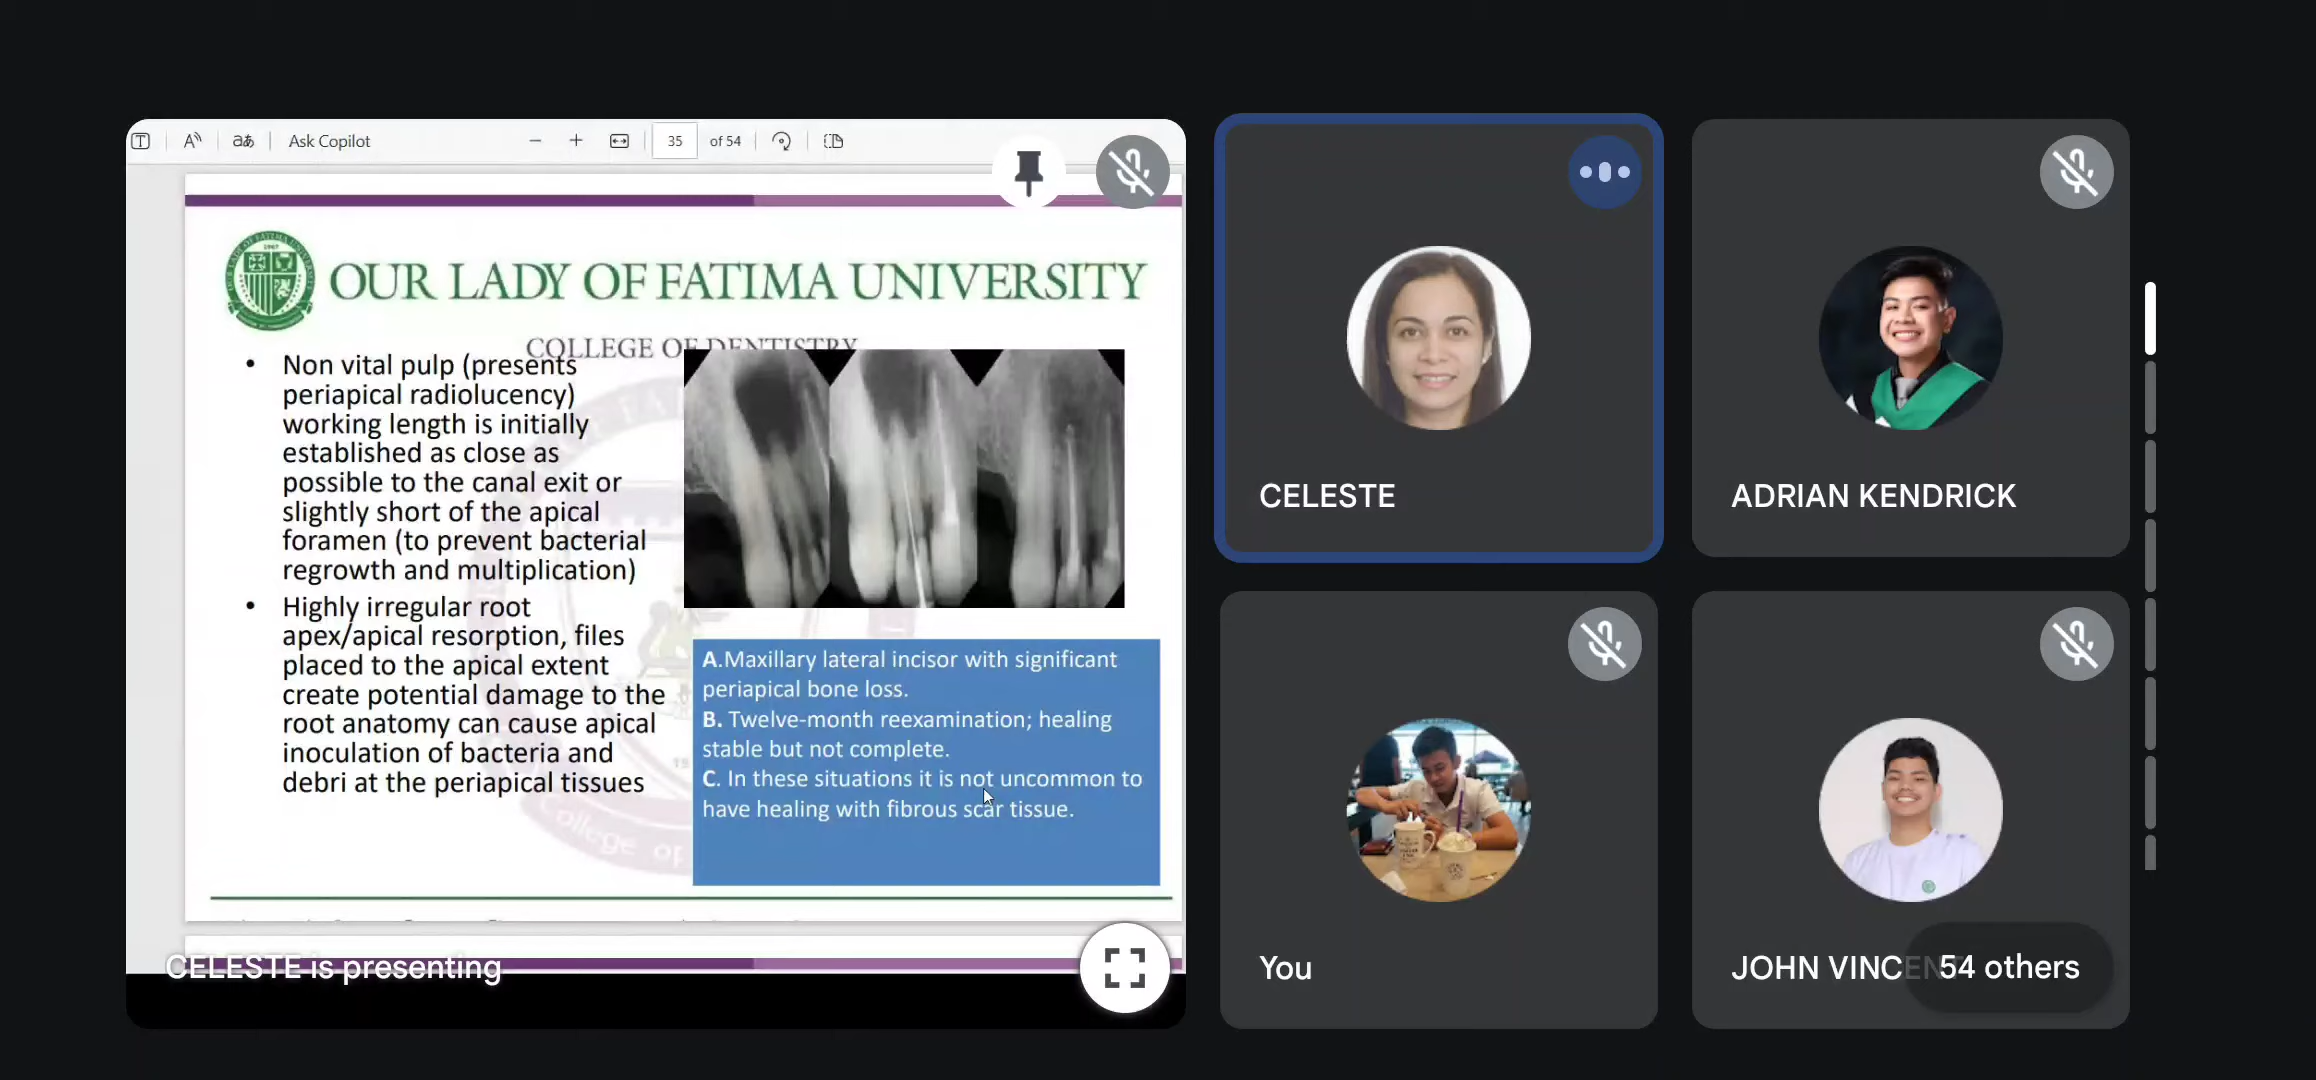 Ask Copilot
35 of 54
OUR LADY OF FATIMA UNIVERSITY
COLLEGE OF DENTISTRY
• Non vital pulp (presents
periapical radiolucency)
working length is initially
established as close as
possible to the canal exit or
slightly short of the apical
foramen (to prevent bacterial
regrowth and multiplication)
• Highly irregular root
apex/apical resorption, files
placed to the apical extent
create potential damage to the
root anatomy can cause apical
inoculation of bacteria and
debri at the periapical tissues
A.Maxillary lateral incisor with significant
periapical bone loss.
B. Twelve-month reexamination; healing
stable but not complete.
C. In these situations it is not uncommon to
have healing with fibrous scar tissue.
CELESTE is presenting
CELESTE
ADRIAN KENDRICK
You
JOHN VINCEN
54 others